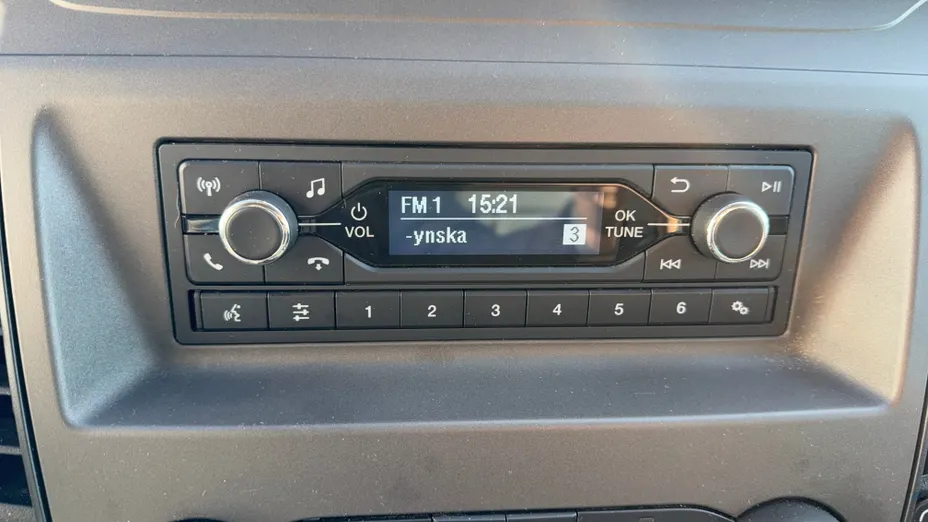 FM 1 15:21
-ynska 3
VOL
OK
TUNE
1 2 3 4 5 6